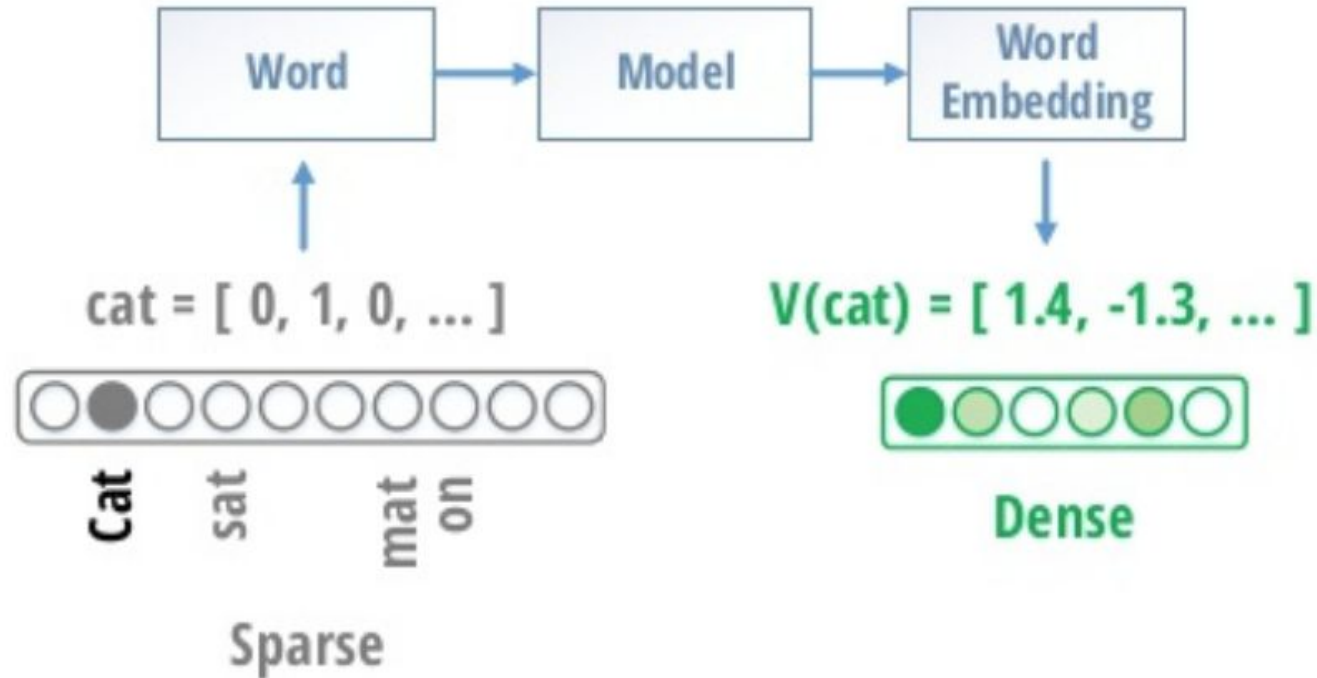 Word
Model
Word
Embedding
cat = [ 0, 1, 0, ... ]
V(cat) = [ 1.4, -1.3, ... ]
Cat
sat
mat
on
Dense
Sparse